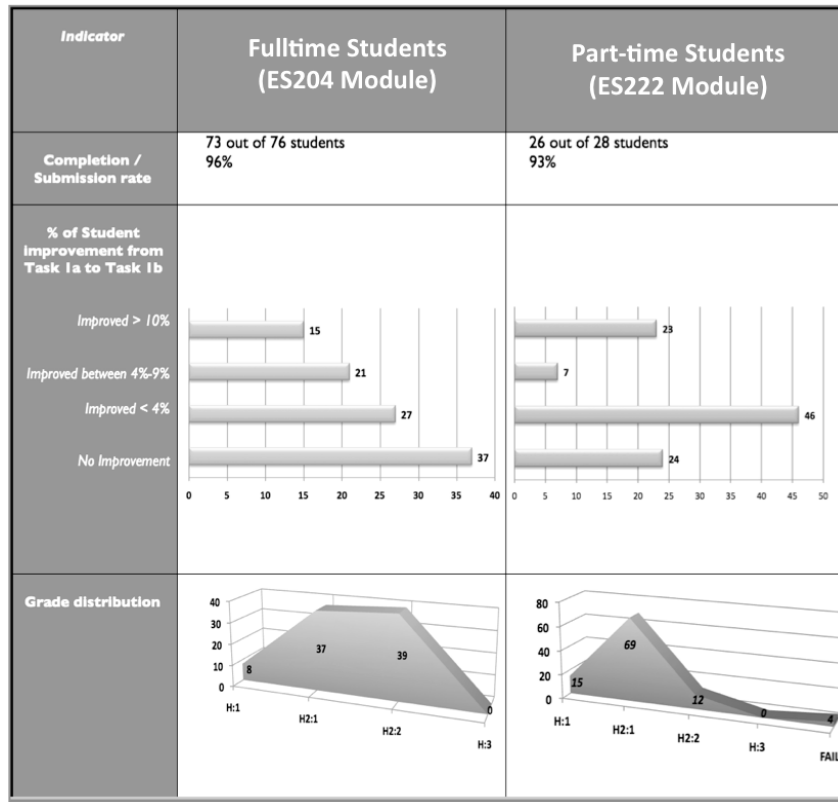 Indicator
Fulltime Students
(ES204 Module)
Part-time Students
(ES222 Module)
Completion /
Submission rate
73 out of 76 students
96%
26 out of 28 students
93%
% of Student
improvement from
Task 1a to Task 1b
Improved > 10%
Improved between 4%-9%
Improved < 4%
No Improvement
15
21
27
37
0 5 10 15 20 25 30 35 40
23
7
46
24
0 5 10 15 20 25 30 35 40 45 50
Grade distribution
40
30
20
10
0
8
37
39
0
H:1 H2:1 H2:2 H:3
80
60
40
20
0
15
69
12
0
4
H:1 H2:1 H2:2 H:3 FAIL